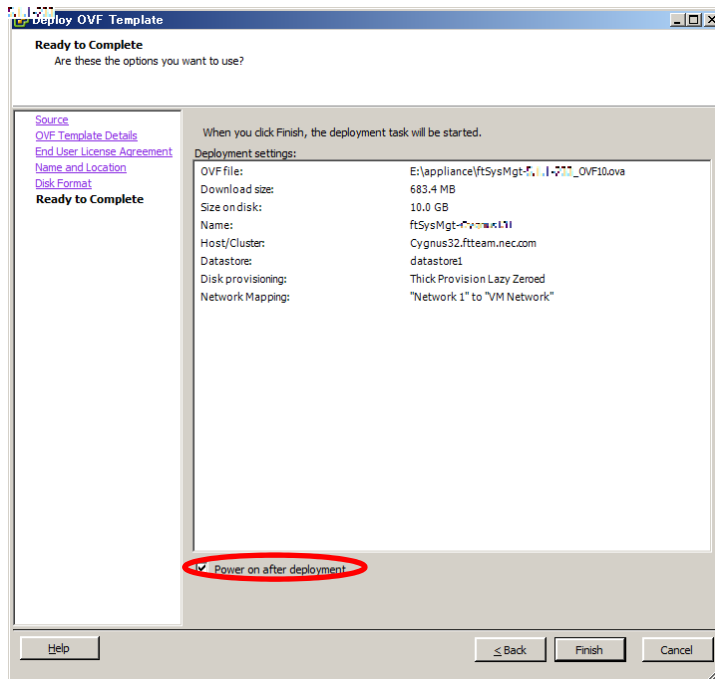 Deploy OVF Template
Ready to Complete
Are these the options you want to use?
Source
OVF Template Details
End User License Agreement
Name and Location
Disk Format
Ready to Complete
When you click Finish, the deployment task will be started.
Deployment settings:
OVF file: E:\appliance\ftSysMgt-
Download size: 683.4 MB
Size on disk: 10.0 GB
Name: ftSysMgt-
Host/Cluster: Cygnus32.ftteam.nec.com
Datastore: datastore1
Disk provisioning: Thick Provision Lazy Zeroed
Network Mapping: "Network 1" to "VM Network"
Power on after deployment
Help
< Back
Finish
Cancel